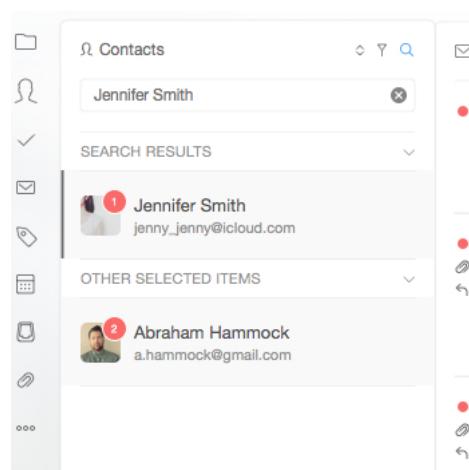 Contacts
Jennifer Smith
SEARCH RESULTS
1
Jennifer Smith
jenny_jenny@icloud.com
OTHER SELECTED ITEMS
2
Abraham Hammock
a.hammock@gmail.com